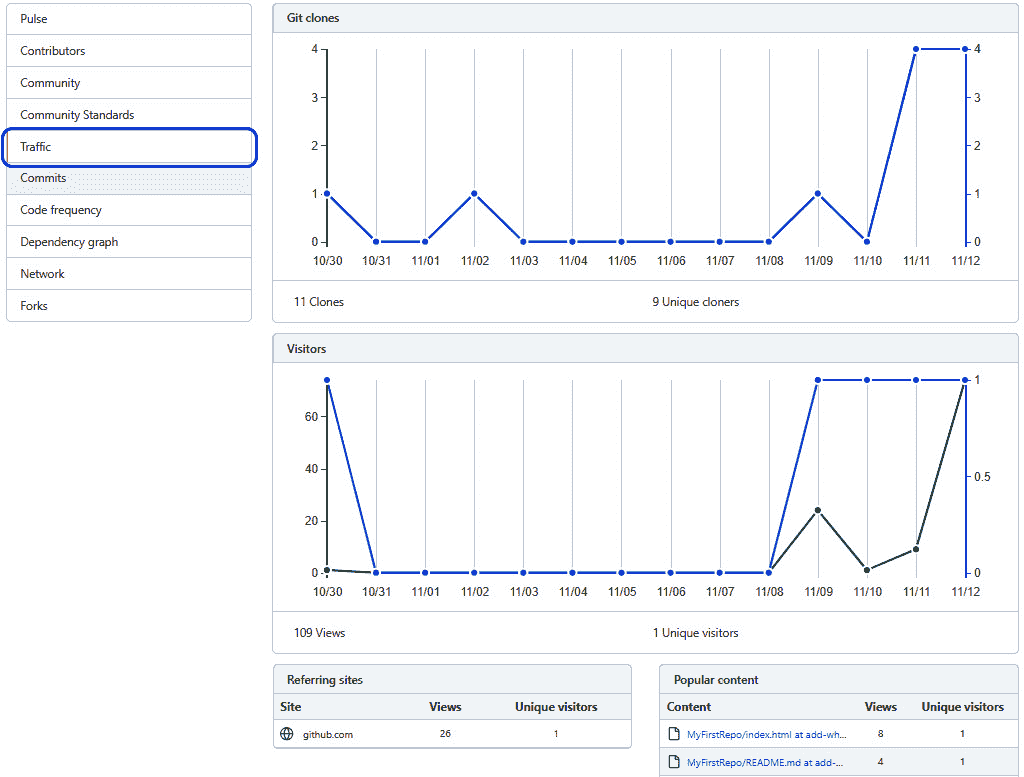 Pulse
Contributors
Community
Community Standards
Traffic
Commits
Code frequency
Dependency graph
Network
Forks
Git clones
4 4
3 3
2 2
1 1
0 0
10/30 10/31 11/01 11/02 11/03 11/04 11/05 11/06 11/07 11/08 11/09 11/10 11/11 11/12
11 Clones 9 Unique cloners
Visitors
1
60
0.5
40
20
0 0
10/30 10/31 11/01 11/02 11/03 11/04 11/05 11/06 11/07 11/08 11/09 11/10 11/11 11/12
109 Views 1 Unique visitors
Referring sites
Site Views Unique visitors
github.com 26 1
Popular content
Content Views Unique visitors
MyFirstRepo/index.html at add-wh... 8 1
MyFirstRepo/README.md at add-... 4 1